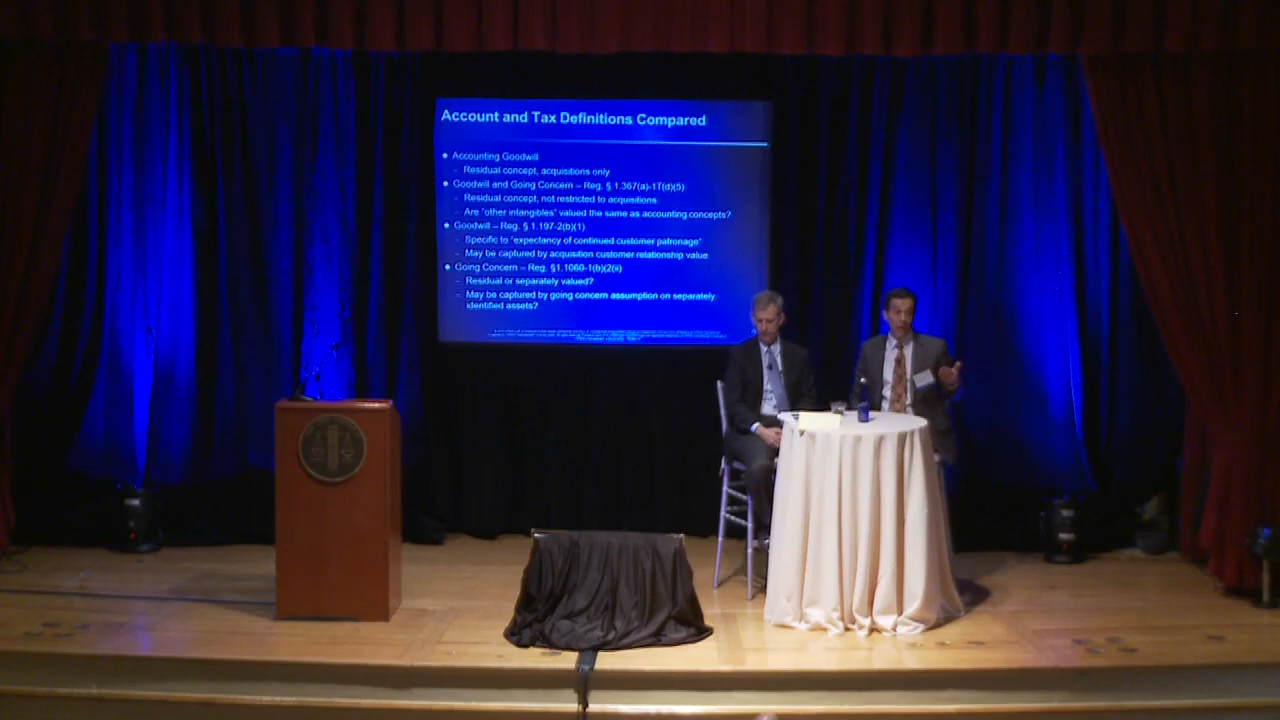 Account and Tax Definitions Compared
Accounting Goodwill
- Residual concept, acquisitions only
Goodwill and Going Concern – Reg. § 1.367(a)-1T(d)(5)
- Residual concept, not restricted to acquisitions
- Are "other intangibles" valued the same as accounting concepts?
Goodwill – Reg. § 1.197-2(b)(1)
- Specific to "expectancy of continued customer patronage"
- May be captured by acquisition customer relationship value
Going Concern – Reg. §1.1060-1(b)(2(ii)
- Residual or separately valued?
- May be captured by going concern assumption on separately
identified assets?